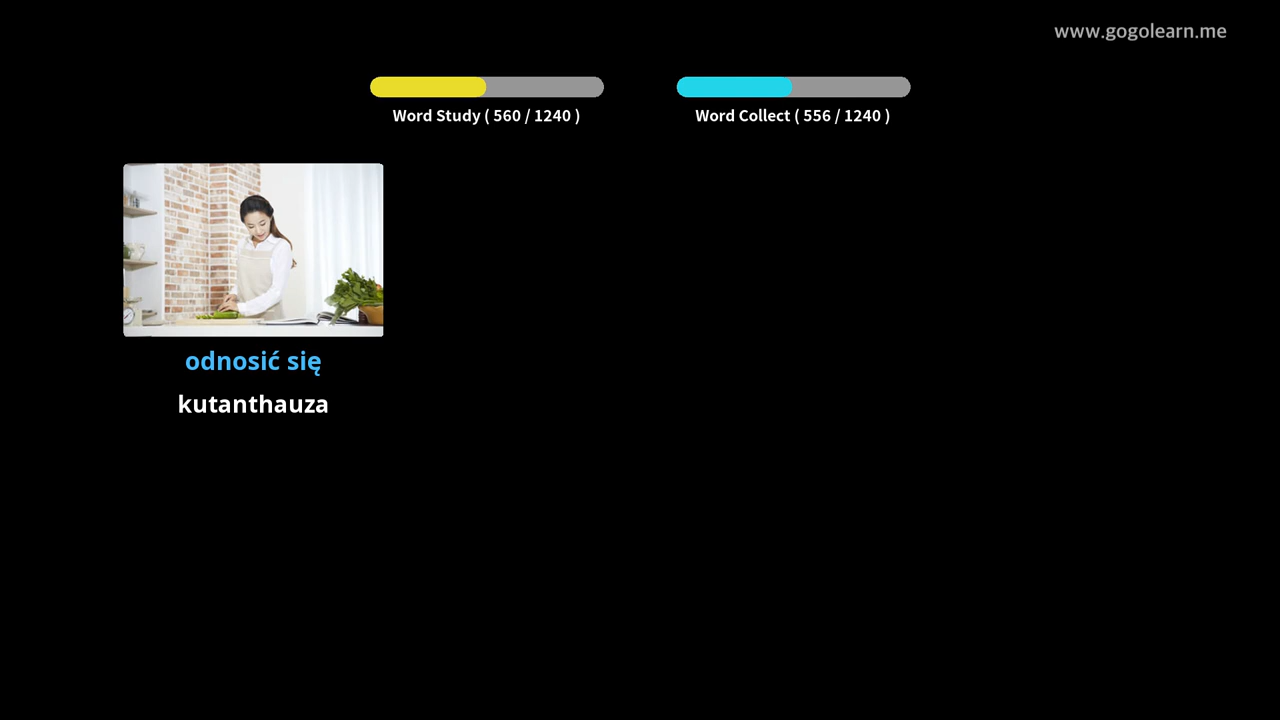 www.gogolearn.me
Word Study ( 560 / 1240 )
Word Collect ( 556 / 1240 )
odnosić się
kutanthauza